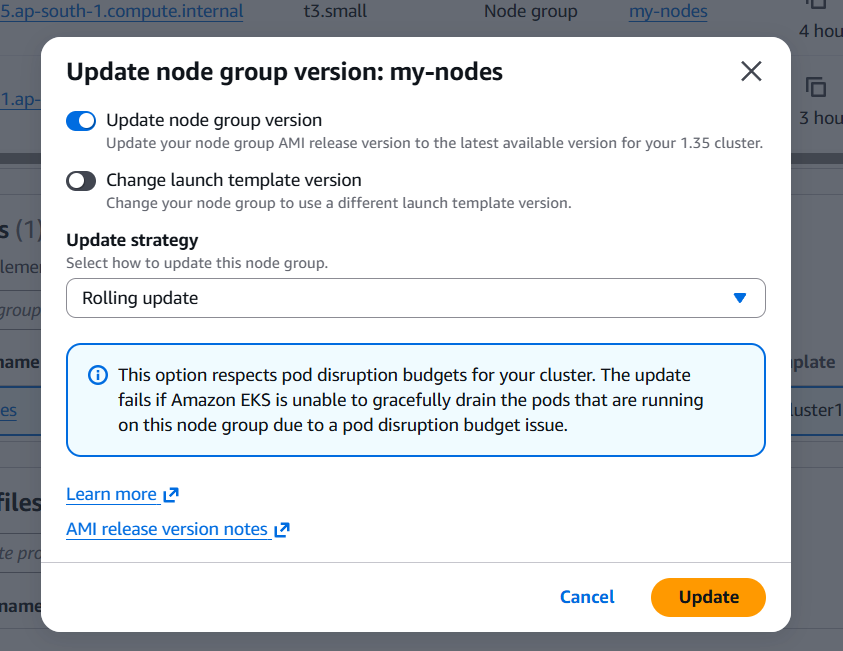 5.ap-south-1.compute.internal t3.small Node group my-nodes
4 hou
Update node group version: my-nodes
1.ap-
3 hou
Update node group version
Update your node group AMI release version to the latest available version for your 1.35 cluster.
Change launch template version
Change your node group to use a different launch template version.
s (1)
Update strategy
Select how to update this node group.
lemen
Rolling update
group
name
plate
This option respects pod disruption budgets for your cluster. The update
fails if Amazon EKS is unable to gracefully drain the pods that are running
on this node group due to a pod disruption budget issue.
es
luster1
Learn more
files
AMI release version notes
te pro
Cancel
Update
name